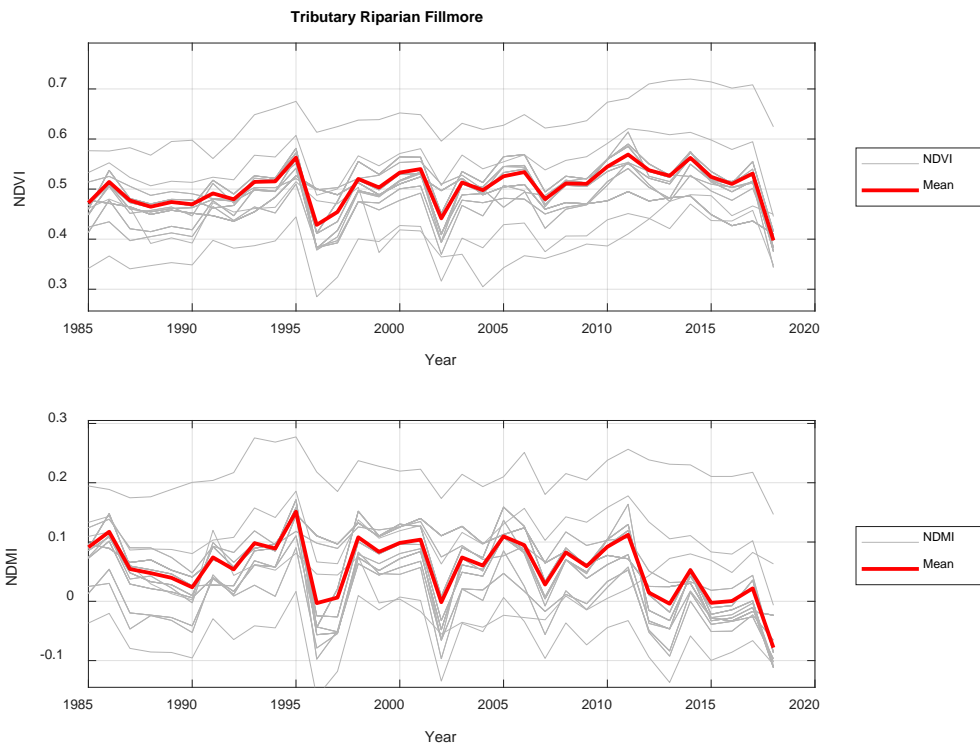 Tributary Riparian Fillmore
0.7
0.6
0.5
0.4
0.3
NDVI
1985 1990 1995 2000 2005 2010 2015 2020
Year
NDVI
Mean
0.3
0.2
0.1
0
-0.1
NDMI
1985 1990 1995 2000 2005 2010 2015 2020
Year
NDMI
Mean